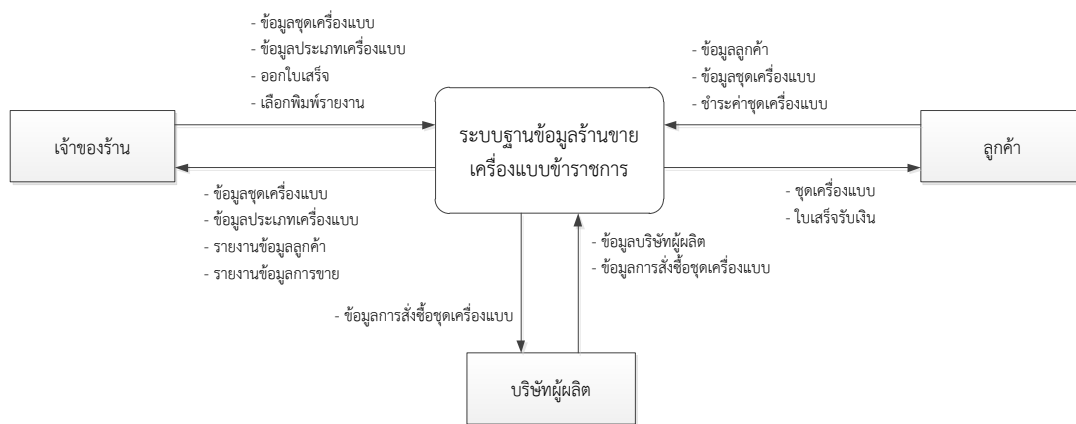 - ข้อมูลชุดเครื่องแบบ
- ข้อมูลประเภทเครื่องแบบ
- ออกใบเสร็จ
- เลือกพิมพ์รายงาน
- ข้อมูลลูกค้า
- ข้อมูลชุดเครื่องแบบ
- ชำระค่าชุดเครื่องแบบ
เจ้าของร้าน
ระบบฐานข้อมูลร้านขาย
เครื่องแบบข้าราชการ
ลูกค้า
- ข้อมูลชุดเครื่องแบบ
- ข้อมูลประเภทเครื่องแบบ
- รายงานข้อมูลลูกค้า
- รายงานข้อมูลการขาย
- ชุดเครื่องแบบ
- ใบเสร็จรับเงิน
- ข้อมูลบริษัทผู้ผลิต
- ข้อมูลการสั่งซื้อชุดเครื่องแบบ
- ข้อมูลการสั่งซื้อชุดเครื่องแบบ
บริษัทผู้ผลิต